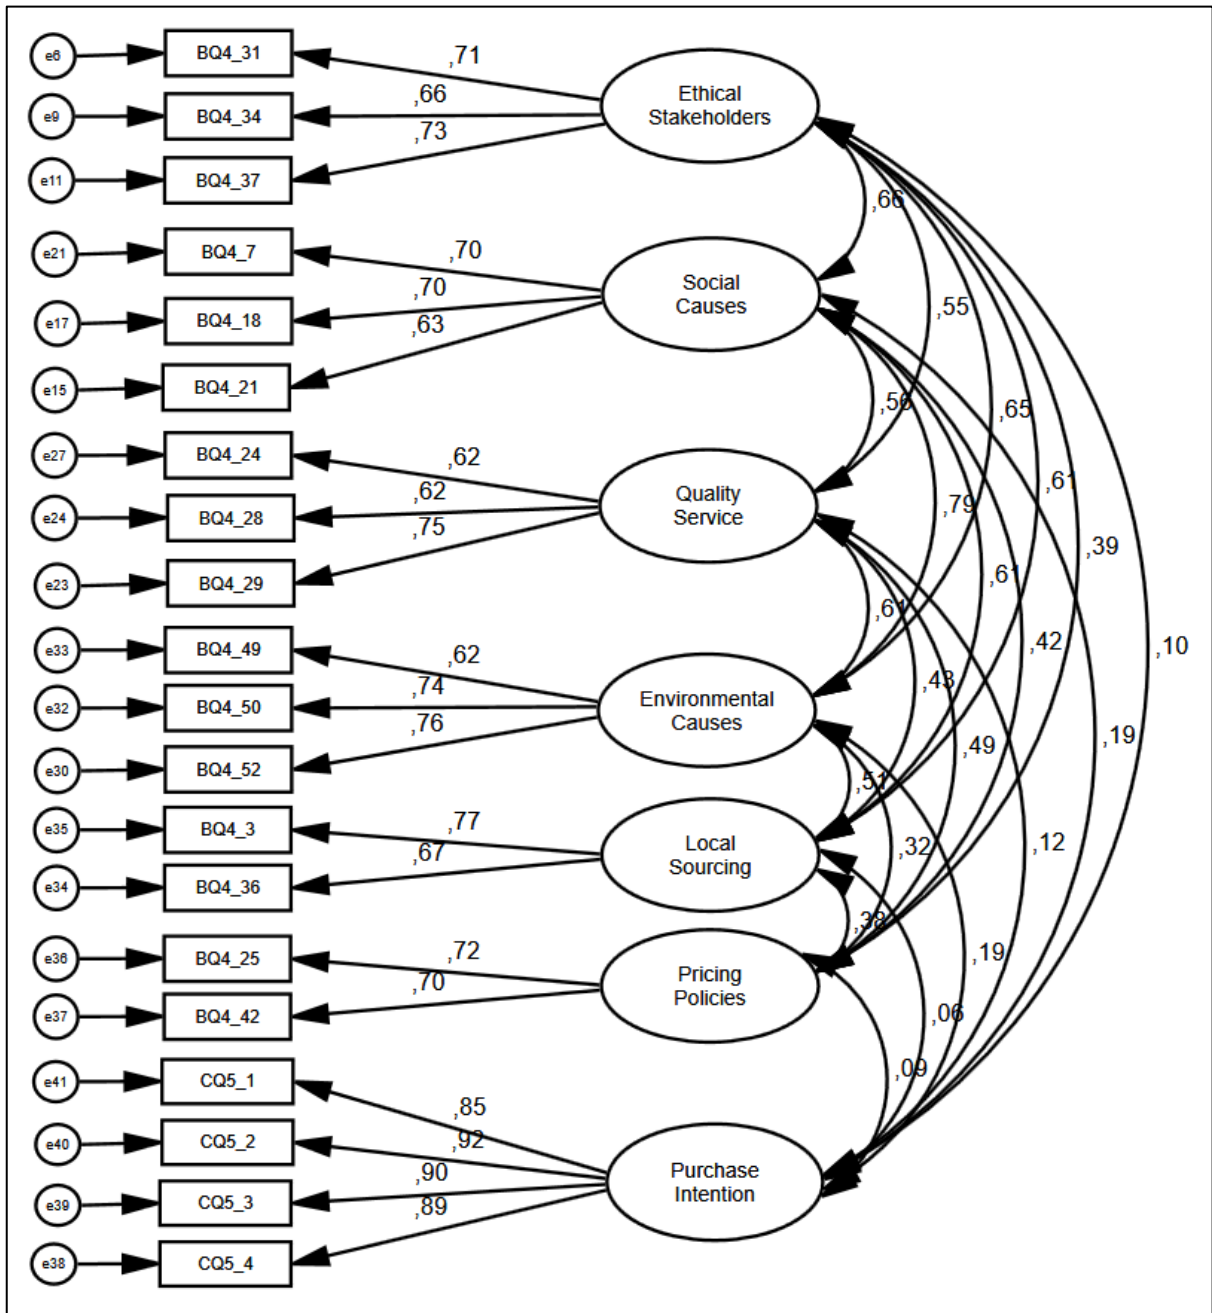 e6
BQ4_31
,71
Ethical
Stakeholders
e9
BQ4_34
,66
e11
BQ4_37
,73
,66
e21
BQ4_7
,70
Social
Causes
e17
BQ4_18
,70
,55
e15
BQ4_21
,63
,56
,65
e27
BQ4_24
,62
Quality
Service
,61
e24
BQ4_28
,62
,79
,39
e23
BQ4_29
,75
,61
,61
e33
BQ4_49
,62
,42
,10
e32
BQ4_50
,74
Environmental
Causes
,43
,49
,19
e30
BQ4_52
,76
,51
e35
BQ4_3
,77
Local
Sourcing
,32
,12
e34
BQ4_36
,67
,38
e36
BQ4_25
,72
Pricing
Policies
,19
e37
BQ4_42
,70
,06
,09
e41
CQ5_1
,85
e40
CQ5_2
,92
Purchase
Intention
e39
CQ5_3
,90
e38
CQ5_4
,89